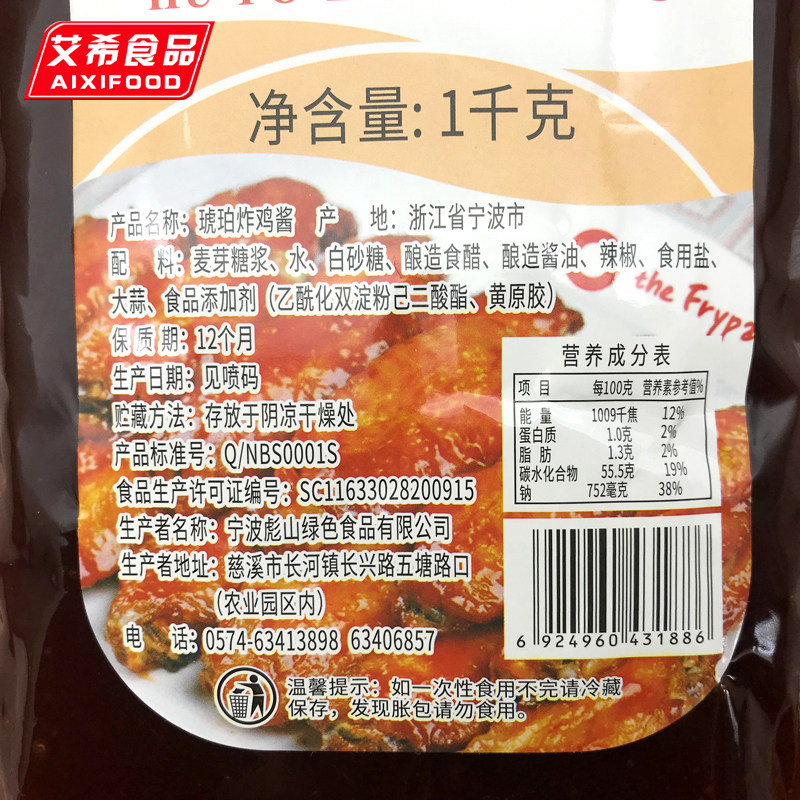 艾希食品
AIXIFOOD
净含量:1千克
产品名称: 琥珀炸鸡酱 产 地: 浙江省宁波市
配 料: 麦芽糖浆、水、白砂糖、酿造食醋、酿造酱油、辣椒、食用盐、
大蒜、食品添加剂（乙酰化双淀粉己二酸酯、黄原胶）
the Frypa
保 质 期: 12个月
生产日期: 见喷码
贮藏方法: 存放于阴凉干燥处
产品标准号: Q/NBS0001S
食品生产许可证编号: SC11633028200915
生产者名称: 宁波彪山绿色食品有限公司
生产者地址: 慈溪市长河镇长兴路五塘路口
（农业园区内）
电 话: 0574-63413898 63406857
营养成分表
项 目 每100克 营养素参考值%
能 量 1009千焦 12%
蛋白质 1.0克 2%
脂 肪 1.3克 2%
碳水化合物 55.5克 19%
钠 752毫克 38%
6 924960 431886
温馨提示: 如一次性食用不完请冷藏
保存，发现胀包请勿食用。